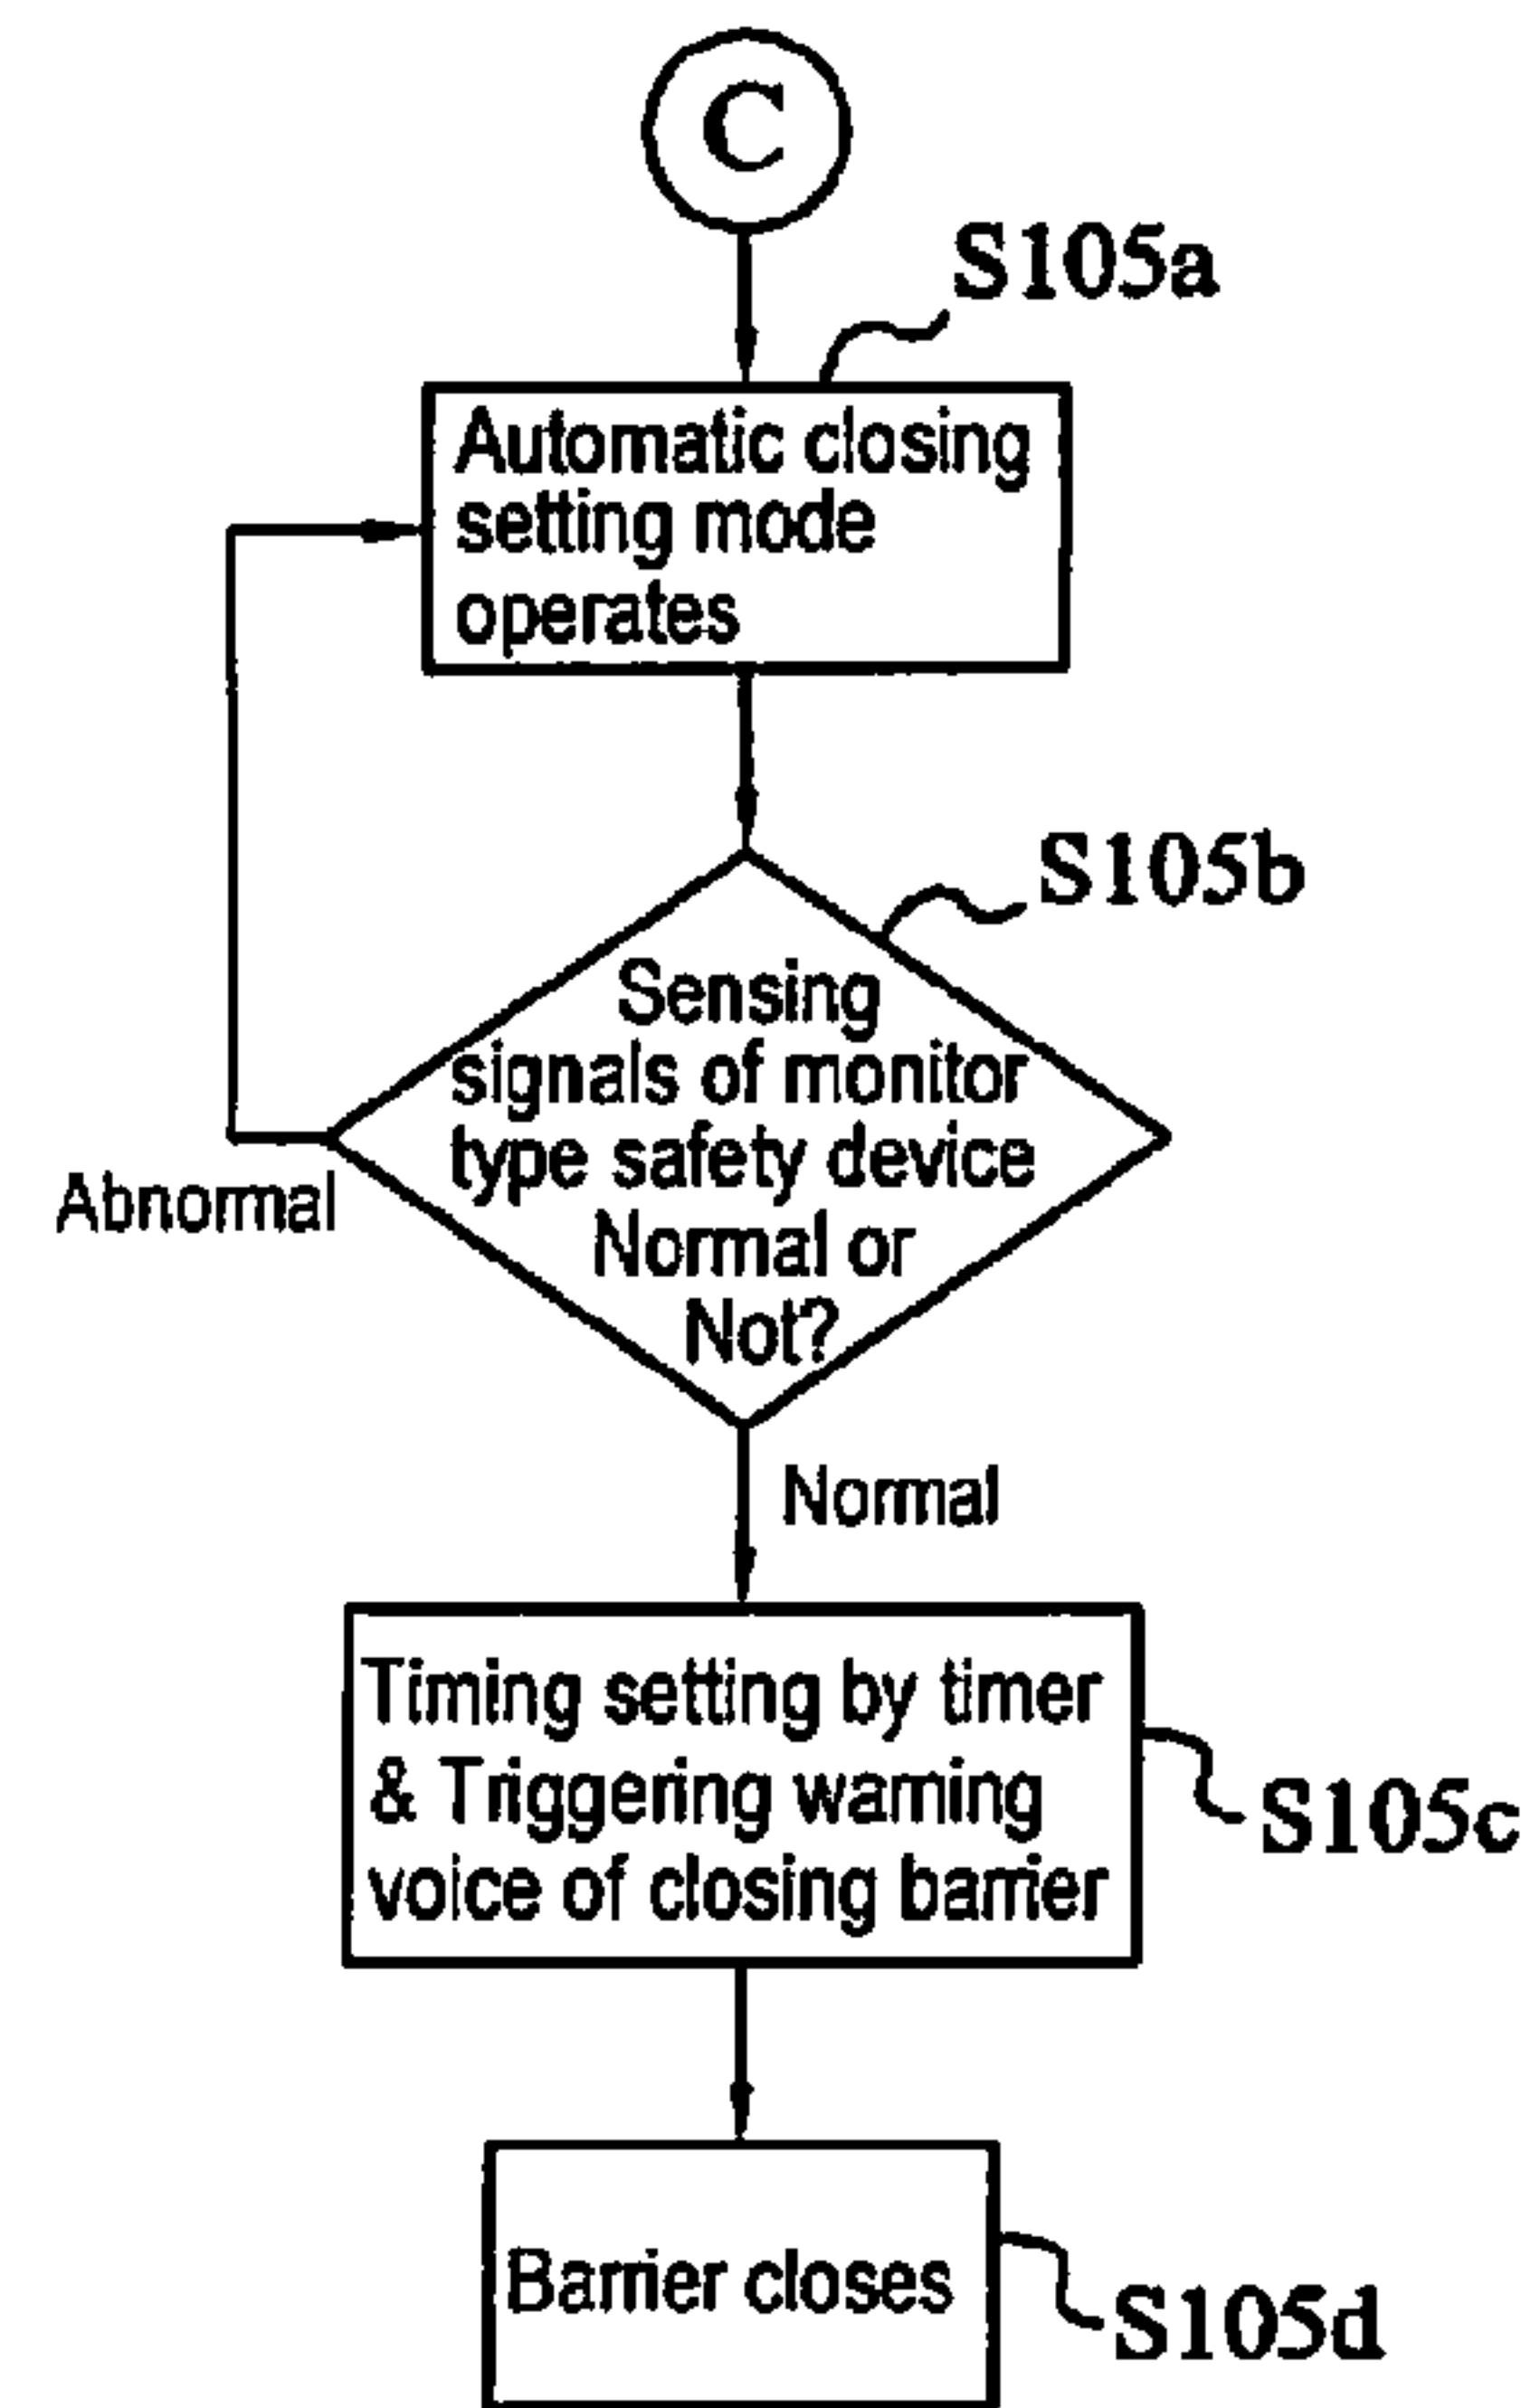 C
S105a
Automatic closing
setting mode
operates
S105b
Sensing
signals of monitor
type safety device
Normal or
Not?
Abnormal
Normal
Timing setting by timer
& Triggering warning
voice of closing barrier
S105c
Barrier closes
S105d